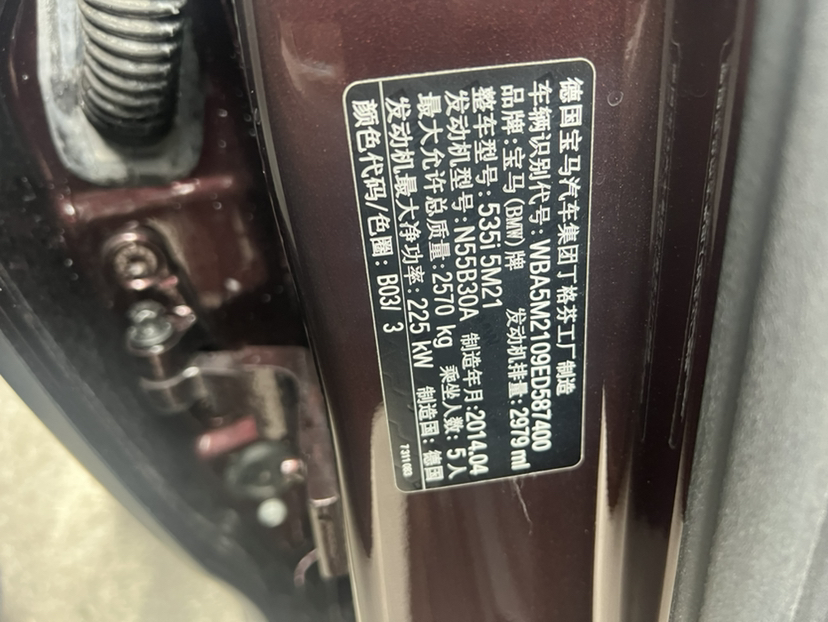 德国宝马汽车集团丁格芬工厂 制造
车辆识别代号: WBA5M2109ED587400
品牌: 宝马(BMW)牌 发动机排量: 2979 ml
整车型号: 535i 5M21
发动机型号: N55B30A 制造年月: 2014.04
最大允许总质量: 2570 kg 乘坐人数: 5人
发动机最大净功率: 225 kW 制造国: 德国
颜色代码/色圈: B03/ 3
7 311 083